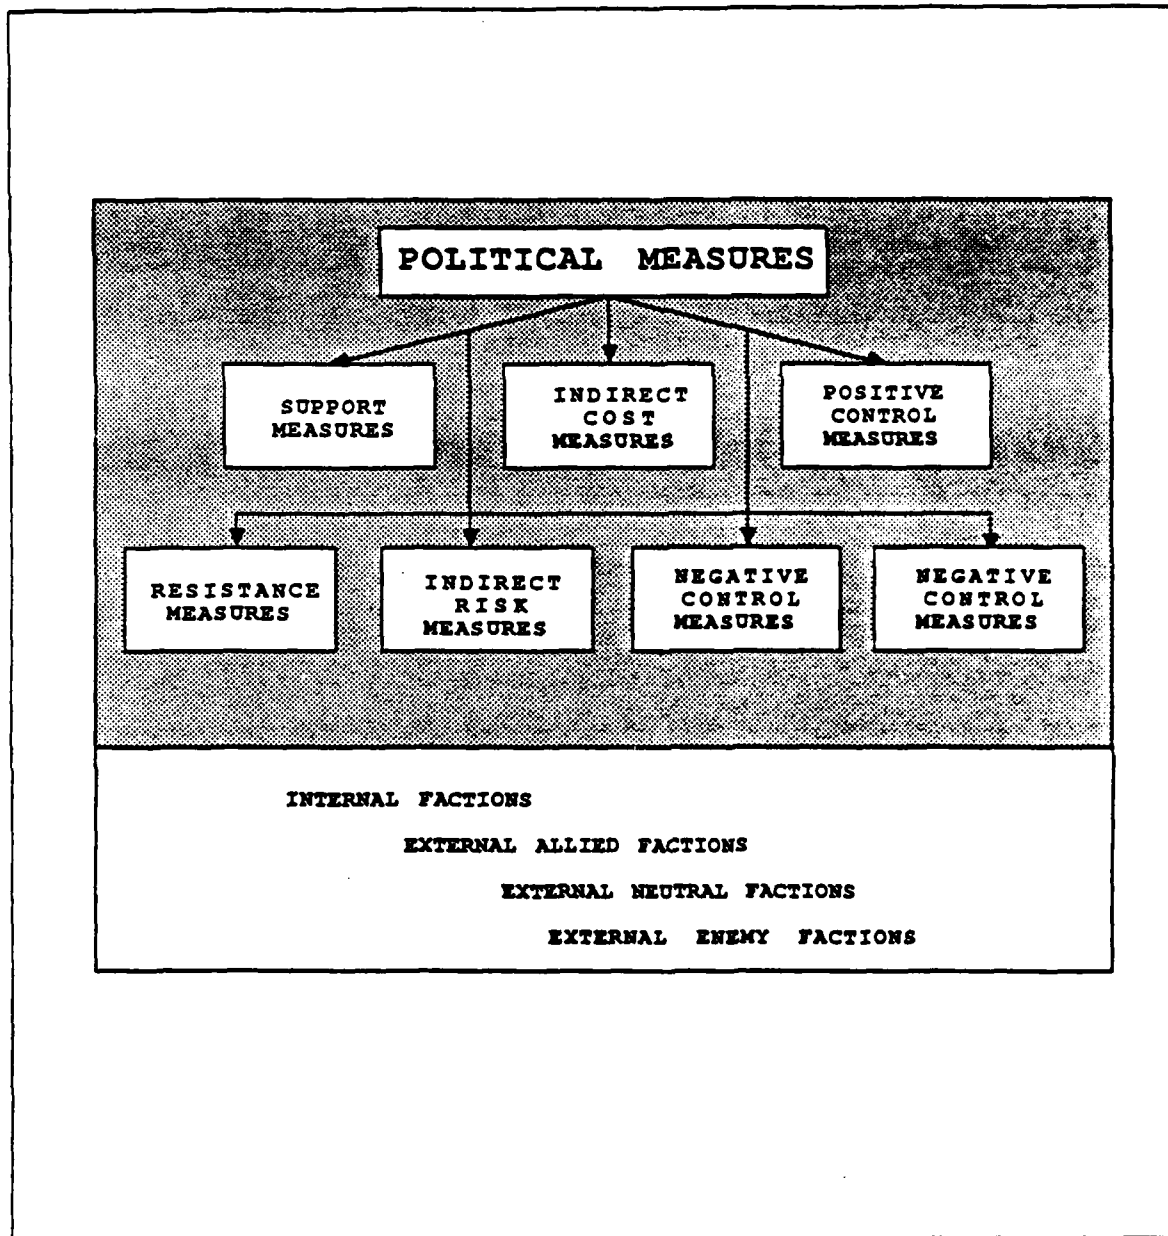 POLITICAL MEASURES
SUPPORT
MEASURES
INDIRECT
COST
MEASURES
POSITIVE
CONTROL
MEASURES
RESISTANCE
MEASURES
INDIRECT
RISK
MEASURES
NEGATIVE
CONTROL
MEASURES
NEGATIVE
CONTROL
MEASURES
INTERNAL FACTIONS
EXTERNAL ALLIED FACTIONS
EXTERNAL NEUTRAL FACTIONS
EXTERNAL ENEMY FACTIONS